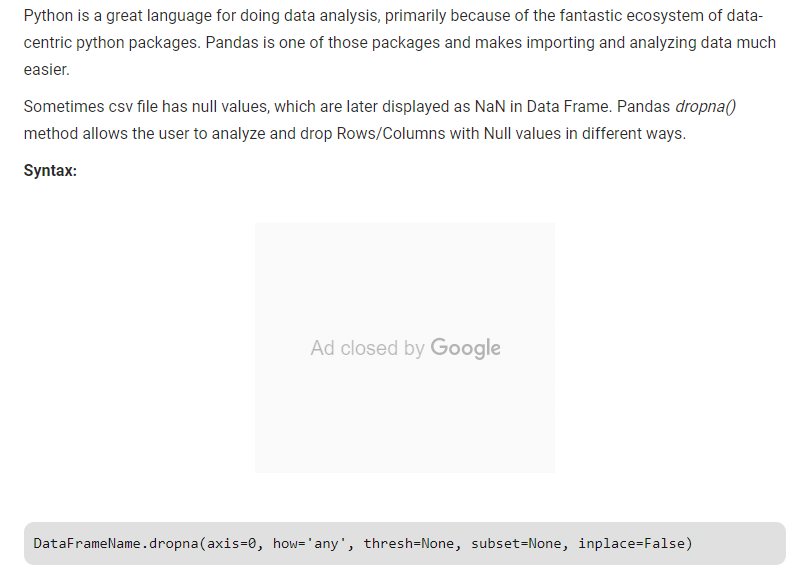 Python is a great language for doing data analysis, primarily because of the fantastic ecosystem of data-
centric python packages. Pandas is one of those packages and makes importing and analyzing data much
easier.
Sometimes csv file has null values, which are later displayed as NaN in Data Frame. Pandas dropna()
method allows the user to analyze and drop Rows/Columns with Null values in different ways.
Syntax:
Ad closed by Google
DataFrameName.dropna(axis=0, how='any', thresh=None, subset=None, inplace=False)